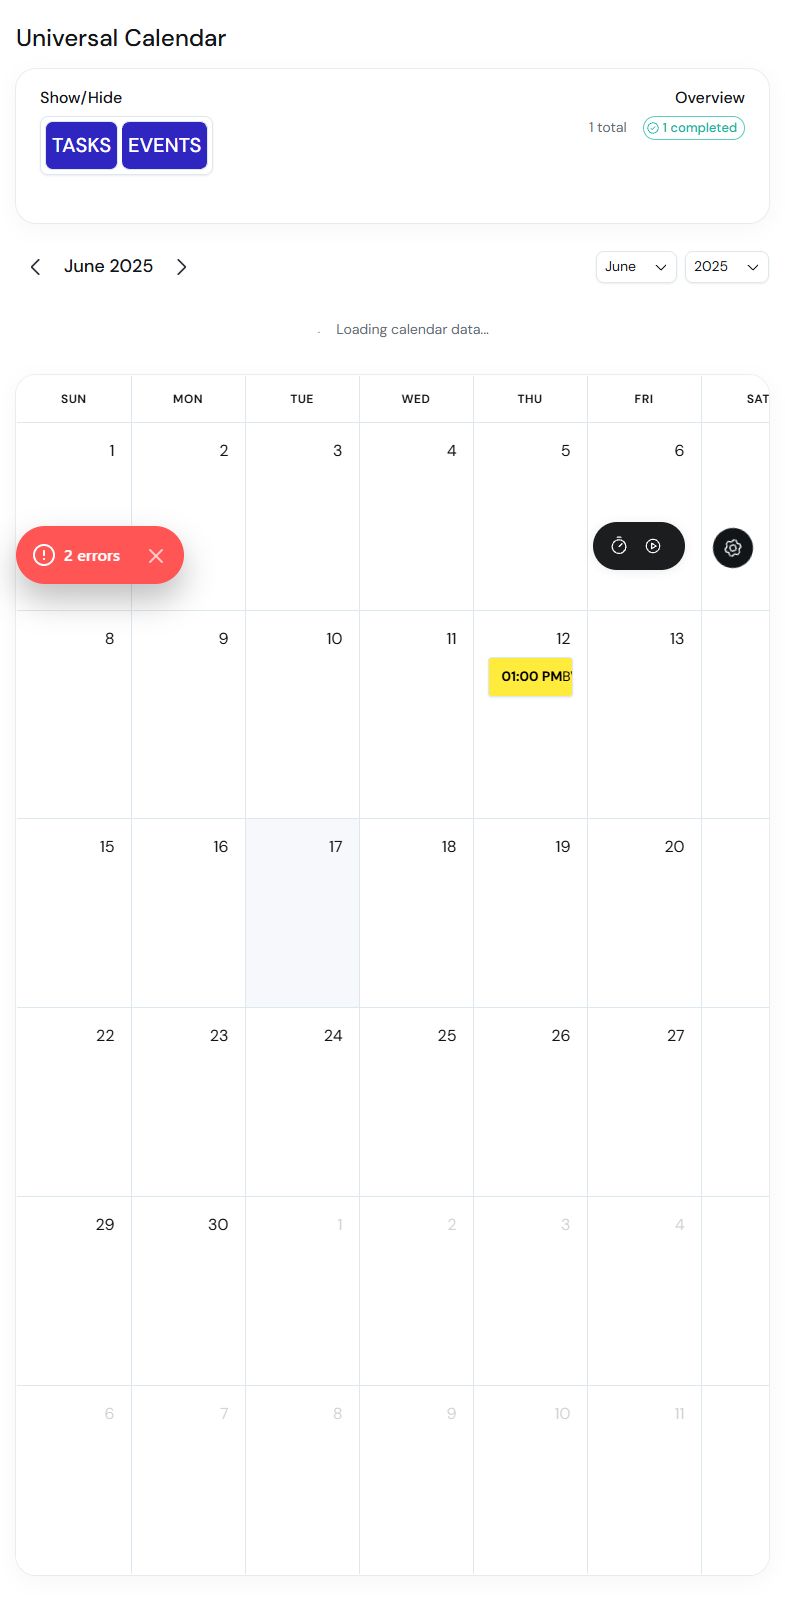 Universal Calendar
Show/Hide
Overview
TASKS EVENTS
1 total
1 completed
June 2025
June
2025
Loading calendar data...
SUN MON TUE WED THU FRI SAT
1 2 3 4 5 6
2 errors
8 9 10 11 12 13
01:00 PM
15 16 17 18 19 20
22 23 24 25 26 27
29 30 1 2 3 4
6 7 8 9 10 11